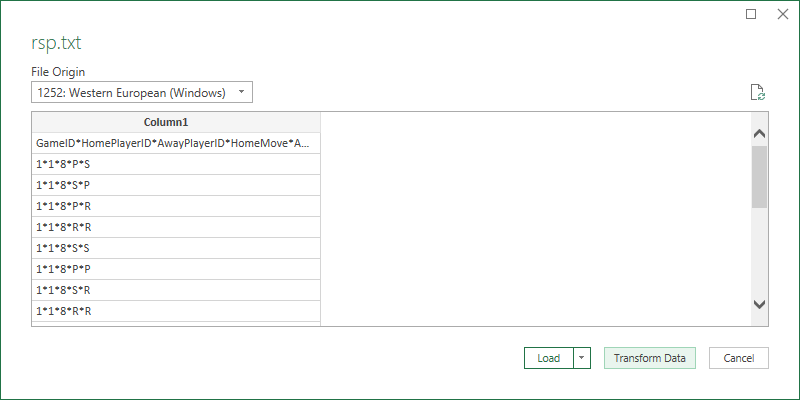 rsp.txt
File Origin
1252: Western European (Windows)
Column1
GameID*HomePlayerID*AwayPlayerID*HomeMove*A...
1*1*8*P*S
1*1*8*S*P
1*1*8*P*R
1*1*8*R*R
1*1*8*S*S
1*1*8*P*P
1*1*8*S*R
1*1*8*R*R
Load
Transform Data
Cancel